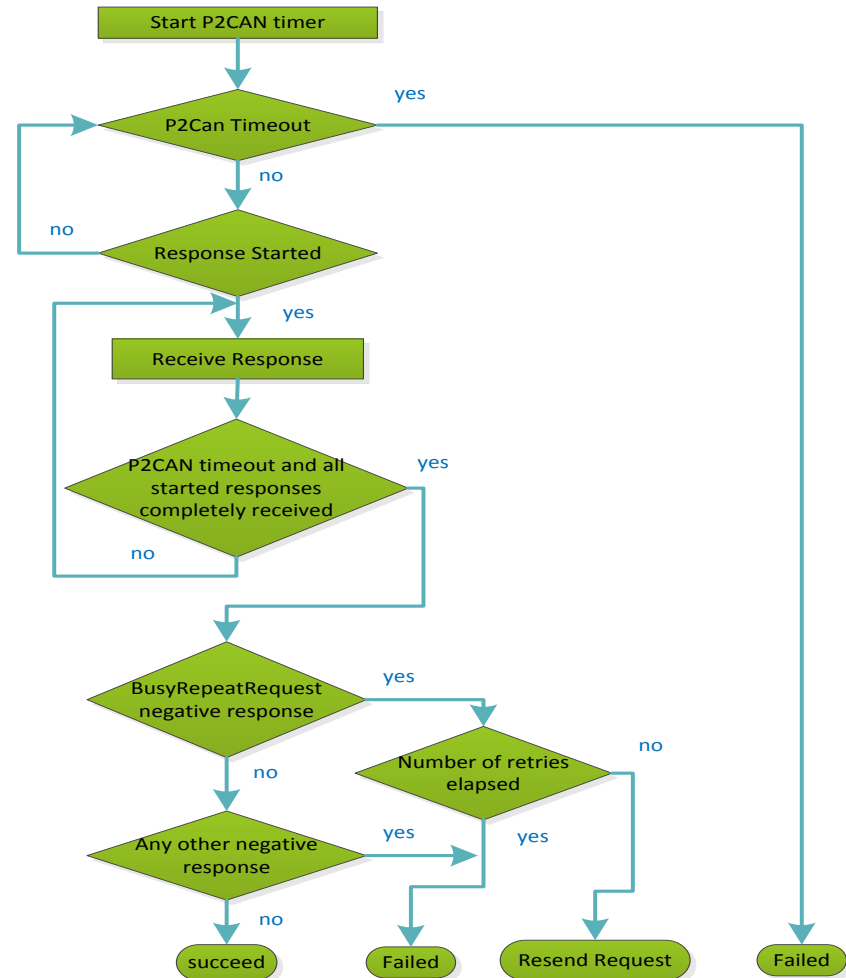 Start P2CAN timer
yes
P2Can Timeout
no
no
Response Started
yes
Receive Response
yes
P2CAN timeout and all
started responses
completely received
no
yes
BusyRepeatRequest
negative response
no
Number of retries
elapsed
no
yes
yes
Any other negative
response
no
succeed
Failed
Resend Request
Failed